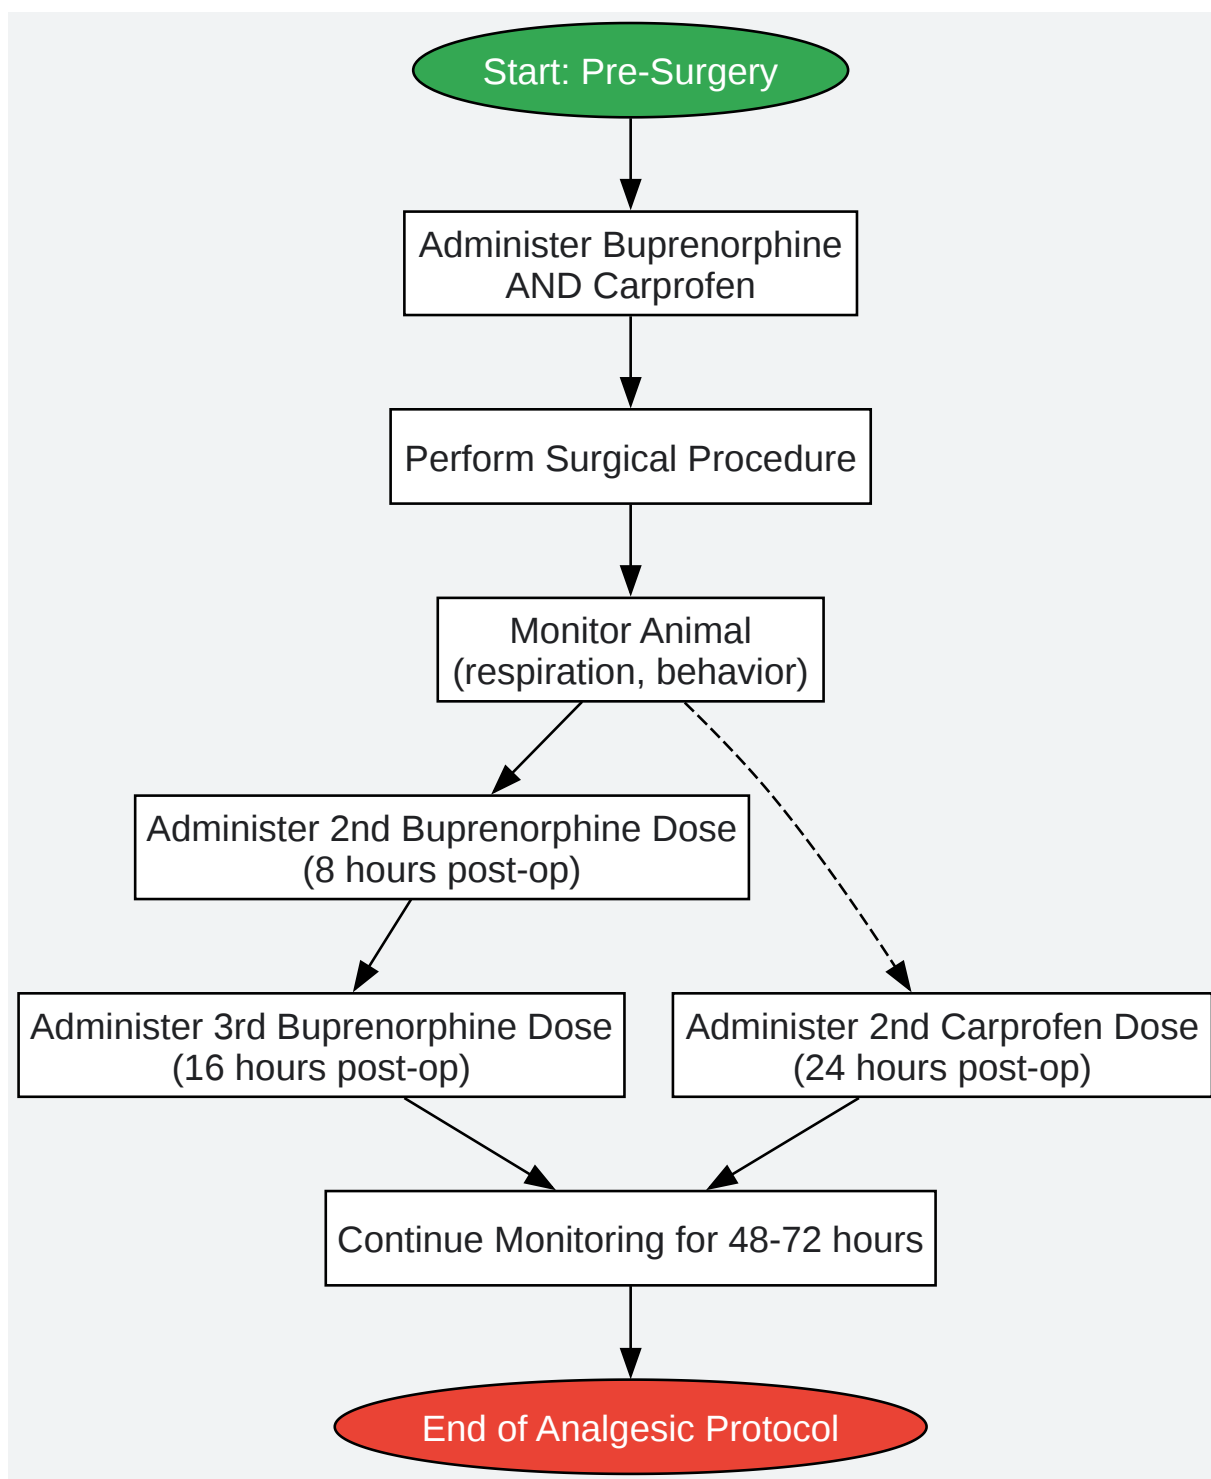 Start: Pre-Surgery
Administer Buprenorphine
AND Carprofen
Perform Surgical Procedure
Monitor Animal
(respiration, behavior)
Administer 2nd Buprenorphine Dose
(8 hours post-op)
Administer 3rd Buprenorphine Dose
(16 hours post-op)
Administer 2nd Carprofen Dose
(24 hours post-op)
Continue Monitoring for 48-72 hours
End of Analgesic Protocol